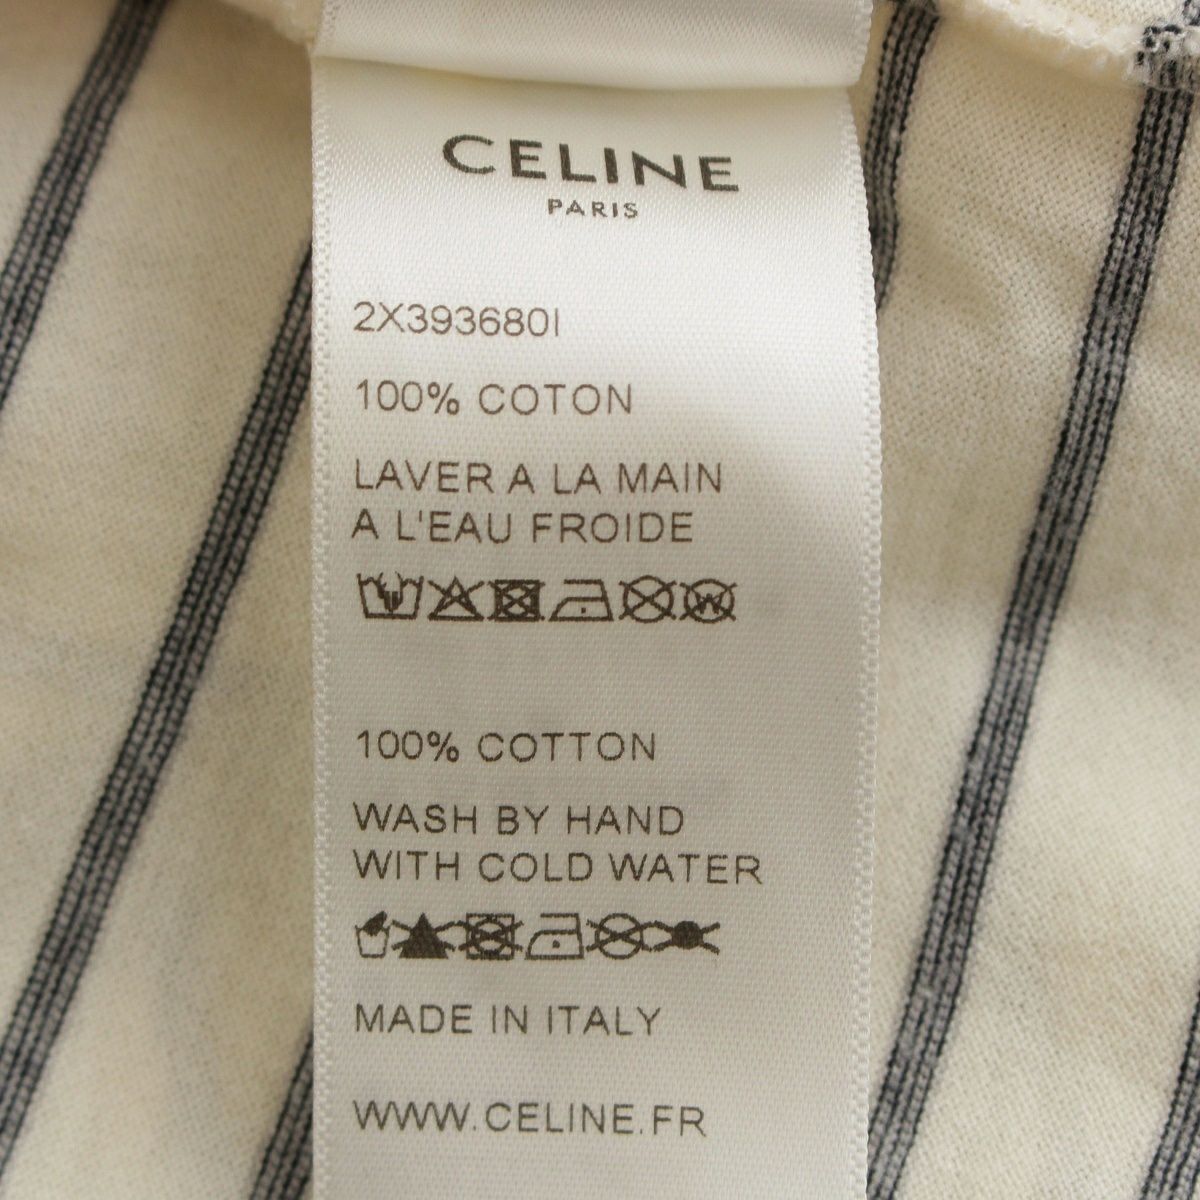 CELINE
PARIS
2X393680I
100% COTON
LAVER A LA MAIN
A L'EAU FROIDE
W
100% COTTON
WASH BY HAND
WITH COLD WATER
MADE IN ITALY
WWW.CELINE.FR